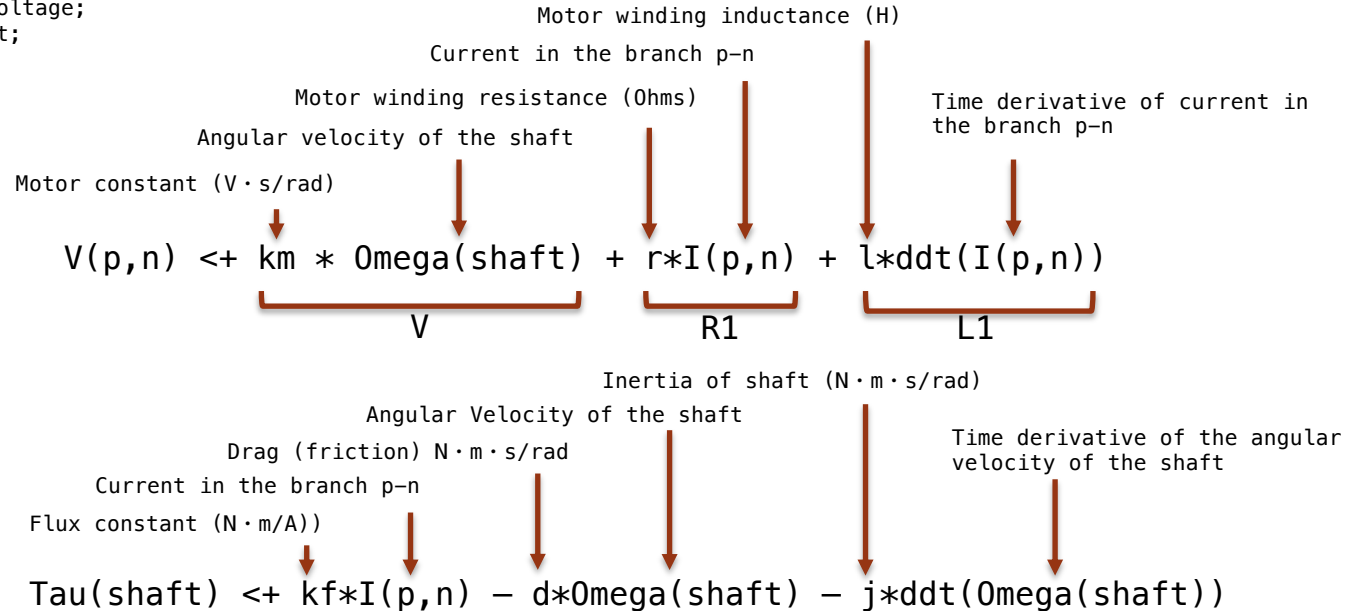 oltage;
t;
Motor winding inductance (H)
Current in the branch p–n
Motor winding resistance (Ohms)
Time derivative of current in
the branch p–n
Angular velocity of the shaft
Motor constant (V·s/rad)
V(p,n) <+ km * Omega(shaft) + r*I(p,n) + l*ddt(I(p,n))
V R1 L1
Inertia of shaft (N·m·s/rad)
Angular Velocity of the shaft
Time derivative of the angular
velocity of the shaft
Drag (friction) N·m·s/rad
Current in the branch p–n
Flux constant (N·m/A))
Tau(shaft) <+ kf*I(p,n) – d*Omega(shaft) – j*ddt(Omega(shaft))